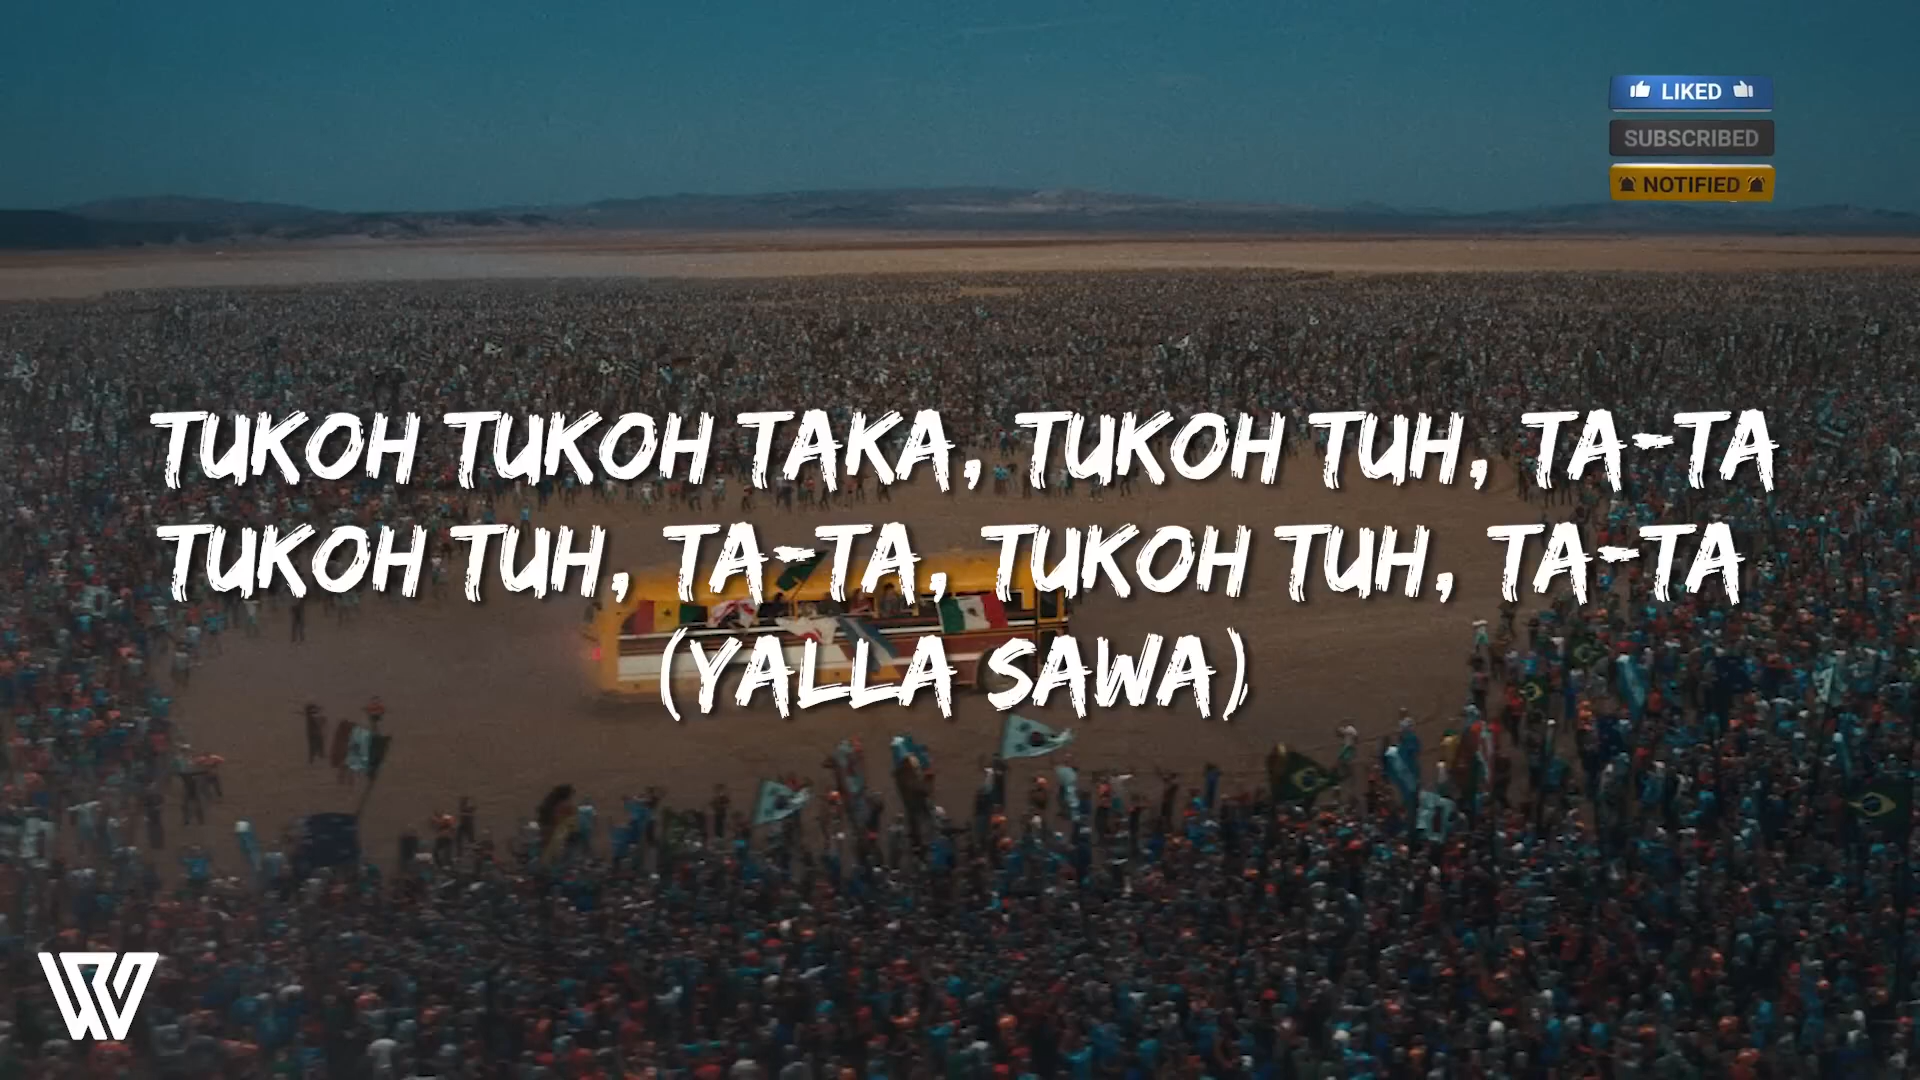 LIKED
SUBSCRIBED
NOTIFIED
TUKOH TUKOH TAKA, TUKOH TUH, TA-TA
TUKOH TUH, TA-TA, TUKOH TUH, TA-TA
(YALLA SAWA)